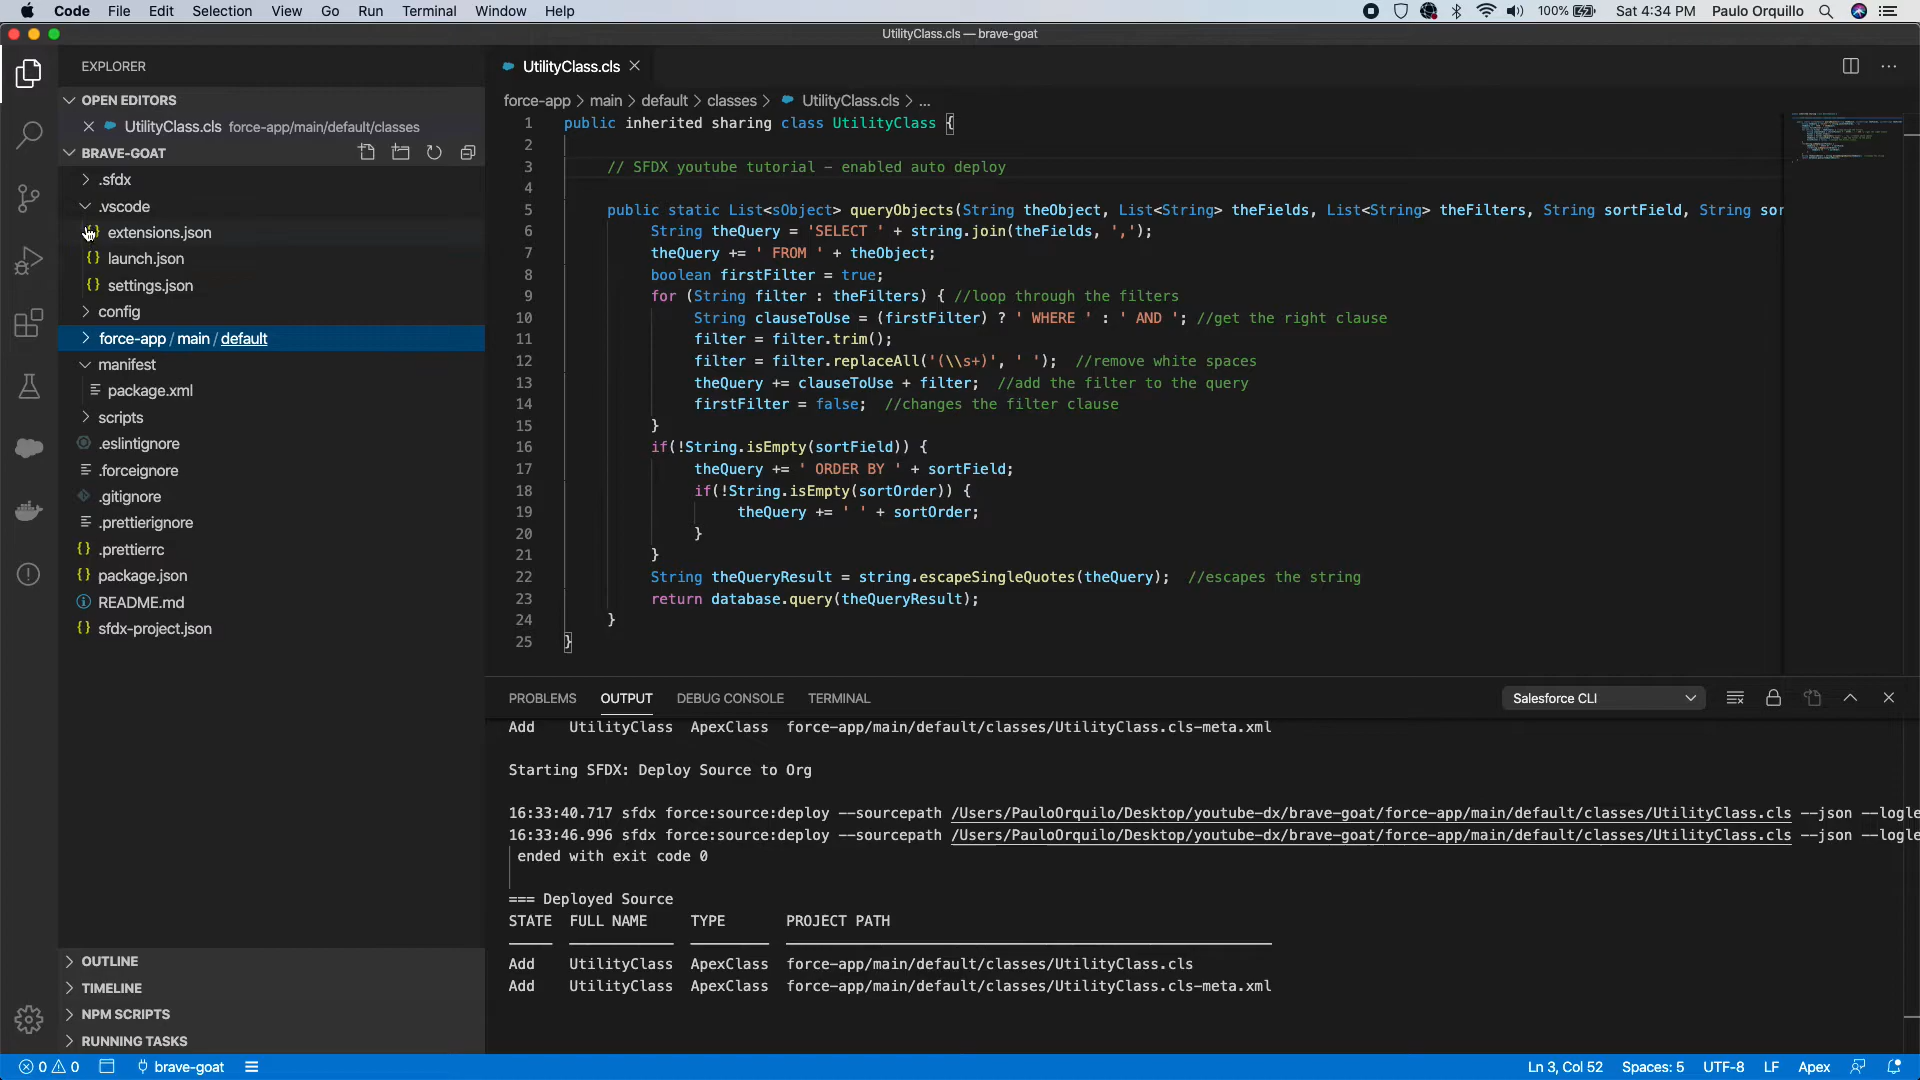 Code File Edit Selection View Go Run Terminal Window Help 100% Sat 4:34 PM Paulo Orquillo
UtilityClass.cls — brave-goat
EXPLORER
OPEN EDITORS
UtilityClass.cls force-app/main/default/classes
BRAVE-GOAT
.sfdx
.vscode
extensions.json
launch.json
settings.json
config
force-app / main / default
manifest
package.xml
scripts
.eslintignore
.forceignore
.gitignore
.prettierignore
.prettierrc
package.json
README.md
sfdx-project.json
OUTLINE
TIMELINE
NPM SCRIPTS
RUNNING TASKS
UtilityClass.cls
force-app > main > default > classes > UtilityClass.cls > ...
1 public inherited sharing class UtilityClass {
2
3 // SFDX youtube tutorial – enabled auto deploy
4
5 public static List<sObject> queryObjects(String theObject, List<String> theFields, List<String> theFilters, String sortField, String sor
6 String theQuery = 'SELECT ' + string.join(theFields, ',');
7 theQuery += ' FROM ' + theObject;
8 boolean firstFilter = true;
9 for (String filter : theFilters) { //loop through the filters
10 String clauseToUse = (firstFilter) ? ' WHERE ' : ' AND '; //get the right clause
11 filter = filter.trim();
12 filter = filter.replaceAll('(\\s+)', ' '); //remove white spaces
13 theQuery += clauseToUse + filter; //add the filter to the query
14 firstFilter = false; //changes the filter clause
15 }
16 if(!String.isEmpty(sortField)) {
17 theQuery += ' ORDER BY ' + sortField;
18 if(!String.isEmpty(sortOrder)) {
19 theQuery += ' ' + sortOrder;
20 }
21 }
22 String theQueryResult = string.escapeSingleQuotes(theQuery); //escapes the string
23 return database.query(theQueryResult);
24 }
25 }
PROBLEMS OUTPUT DEBUG CONSOLE TERMINAL Salesforce CLI
Add UtilityClass ApexClass force-app/main/default/classes/UtilityClass.cls-meta.xml
Starting SFDX: Deploy Source to Org
16:33:40.717 sfdx force:source:deploy --sourcepath /Users/PauloOrquilo/Desktop/youtube-dx/brave-goat/force-app/main/default/classes/UtilityClass.cls --json --logle
16:33:46.996 sfdx force:source:deploy --sourcepath /Users/PauloOrquilo/Desktop/youtube-dx/brave-goat/force-app/main/default/classes/UtilityClass.cls --json --logle
ended with exit code 0
=== Deployed Source
STATE FULL NAME TYPE PROJECT PATH
Add UtilityClass ApexClass force-app/main/default/classes/UtilityClass.cls
Add UtilityClass ApexClass force-app/main/default/classes/UtilityClass.cls-meta.xml
0 0 brave-goat Ln 3, Col 52 Spaces: 5 UTF-8 LF Apex